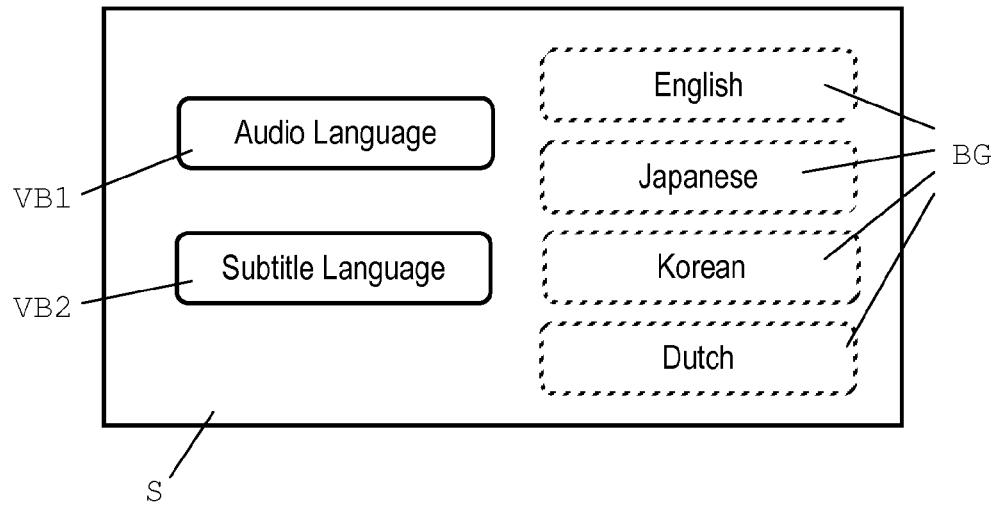 English
Audio Language
Japanese
BG
VB1
Subtitle Language
Korean
VB2
Dutch
S